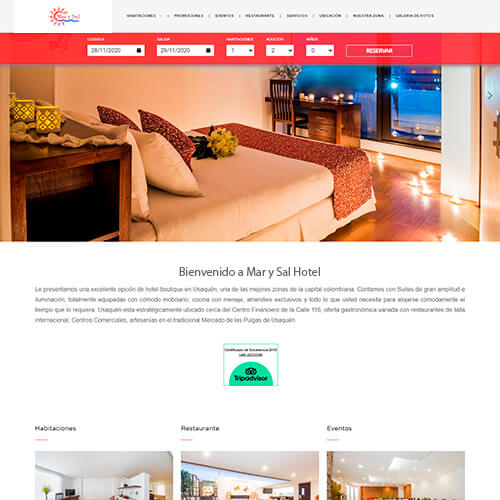 Mar y Sal
HABITACIONES PROMOCIONES EVENTOS RESTAURANTE SERVICIOS UBICACIÓN NUESTRA ZONA GALERIA DE FOTOS
LLEGADA SALIDA HABITACIONES ADULTOS NIÑOS
28/11/2020 29/11/2020 1 2 0 RESERVAR
Bienvenido a Mar y Sal Hotel
Le presentamos una excelente opción de hotel boutique en Usaquén, una de las mejores zonas de la capital colombiana. Contamos con Suites de gran amplitud e
iluminación, totalmente equipadas con cómodo mobiliario, cocina con menaje, amenities exclusivos y todo lo que usted necesita para alojarse cómodamente el
tiempo que lo requiera. Usaquén esta estratégicamente ubicado cerca del Centro Financiero de la Calle 116, oferta gastronómica variada con restaurantes de talla
internacional, Centros Comerciales, artesanías en el tradicional Mercado de las Pulgas de Usaquén.
Certificado de Excelencia 2019
Tripadvisor
Habitaciones Restaurante Eventos